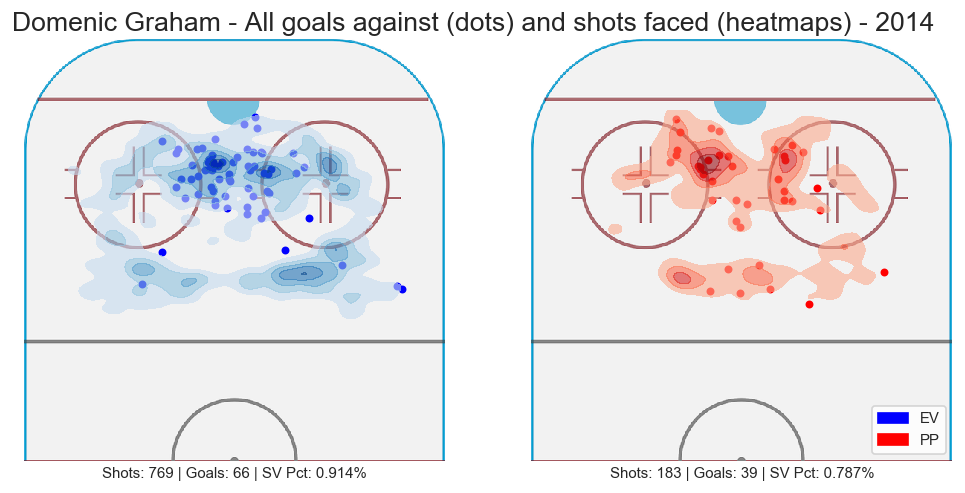 Domenic Graham - All goals against (dots) and shots faced (heatmaps) - 2014
EV
PP
Shots: 769 | Goals: 66 | SV Pct: 0.914%
Shots: 183 | Goals: 39 | SV Pct: 0.787%